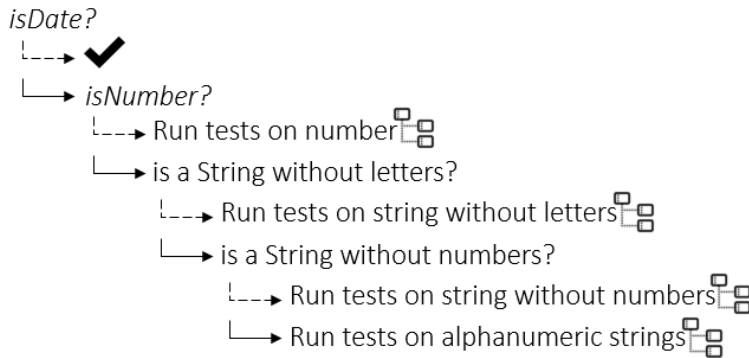 isDate?
isNumber?
Run tests on number
is a String without letters?
Run tests on string without letters
is a String without numbers?
Run tests on string without numbers
Run tests on alphanumeric strings